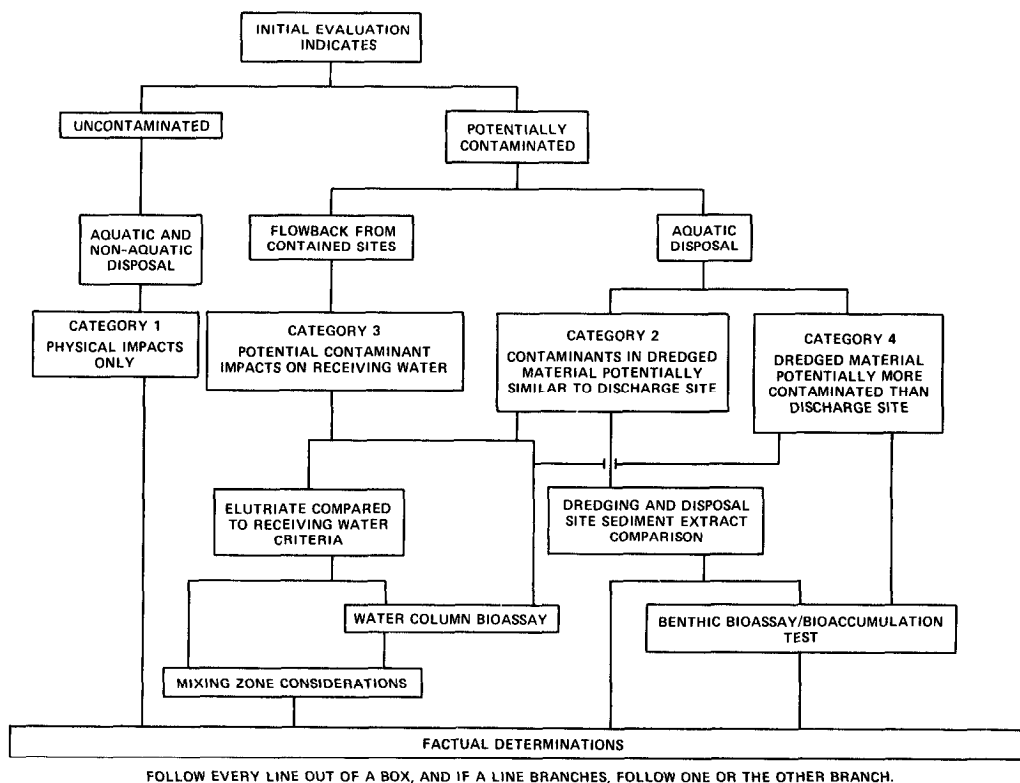 INITIAL EVALUATION
INDICATES
UNCONTAMINATED
POTENTIALLY
CONTAMINATED
AQUATIC AND
NON-AQUATIC
DISPOSAL
FLOWBACK FROM
CONTAINED SITES
AQUATIC
DISPOSAL
CATEGORY 1
PHYSICAL IMPACTS
ONLY
CATEGORY 3
POTENTIAL CONTAMINANT
IMPACTS ON RECEIVING WATER
CATEGORY 2
CONTAMINANTS IN DREDGED
MATERIAL POTENTIALLY
SIMILAR TO DISCHARGE SITE
CATEGORY 4
DREDGED MATERIAL
POTENTIALLY MORE
CONTAMINATED THAN
DISCHARGE SITE
ELUTRIATE COMPARED
TO RECEIVING WATER
CRITERIA
DREDGING AND DISPOSAL
SITE SEDIMENT EXTRACT
COMPARISON
WATER COLUMN BIOASSAY
BENTHIC BIOASSAY/BIOACCUMULATION
TEST
MIXING ZONE CONSIDERATIONS
FACTUAL DETERMINATIONS
FOLLOW EVERY LINE OUT OF A BOX, AND IF A LINE BRANCHES, FOLLOW ONE OR THE OTHER BRANCH.